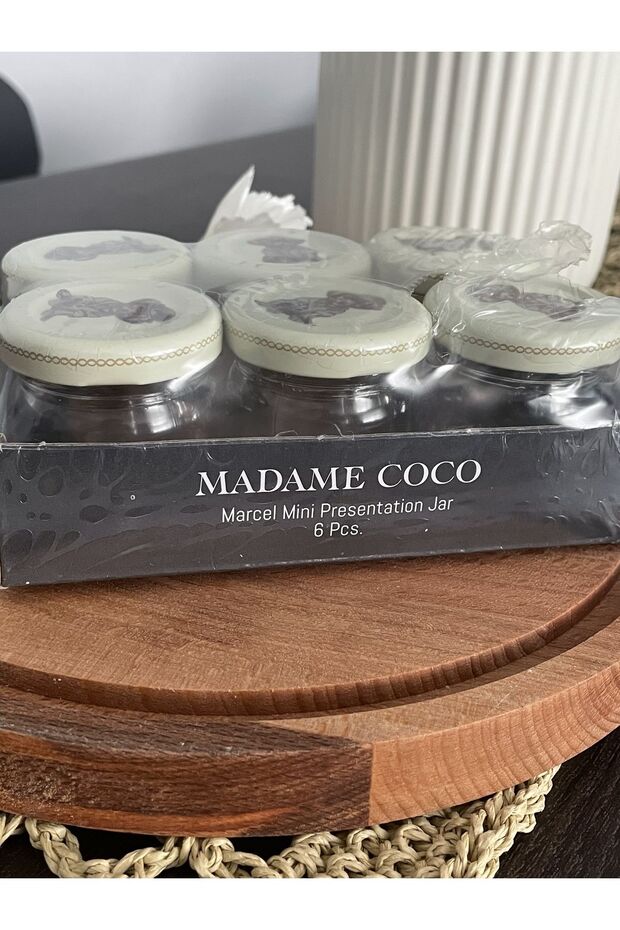 MADAME COCO
Marcel Mini Presentation Jar
6 Pcs.